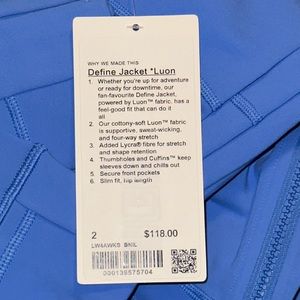 WHY WE MADE THIS
Define Jacket *Luon
1. Whether you're up for adventure
or ready for downtime, our
fan-favourite Define Jacket,
powered by Luon™ fabric, has a
feel-good fit that can do it
all
2. Our cottony-soft Luon™ fabric
is supportive, sweat-wicking,
and four-way stretch
3. Added Lycra® fibre for stretch
and shape retention
4. Thumbholes and Cuffins™ keep
sleeves down and chills out
5. Secure front pockets
6. Slim fit, hip length
2 $118.00
LW4AWKS BNIL
000139575704